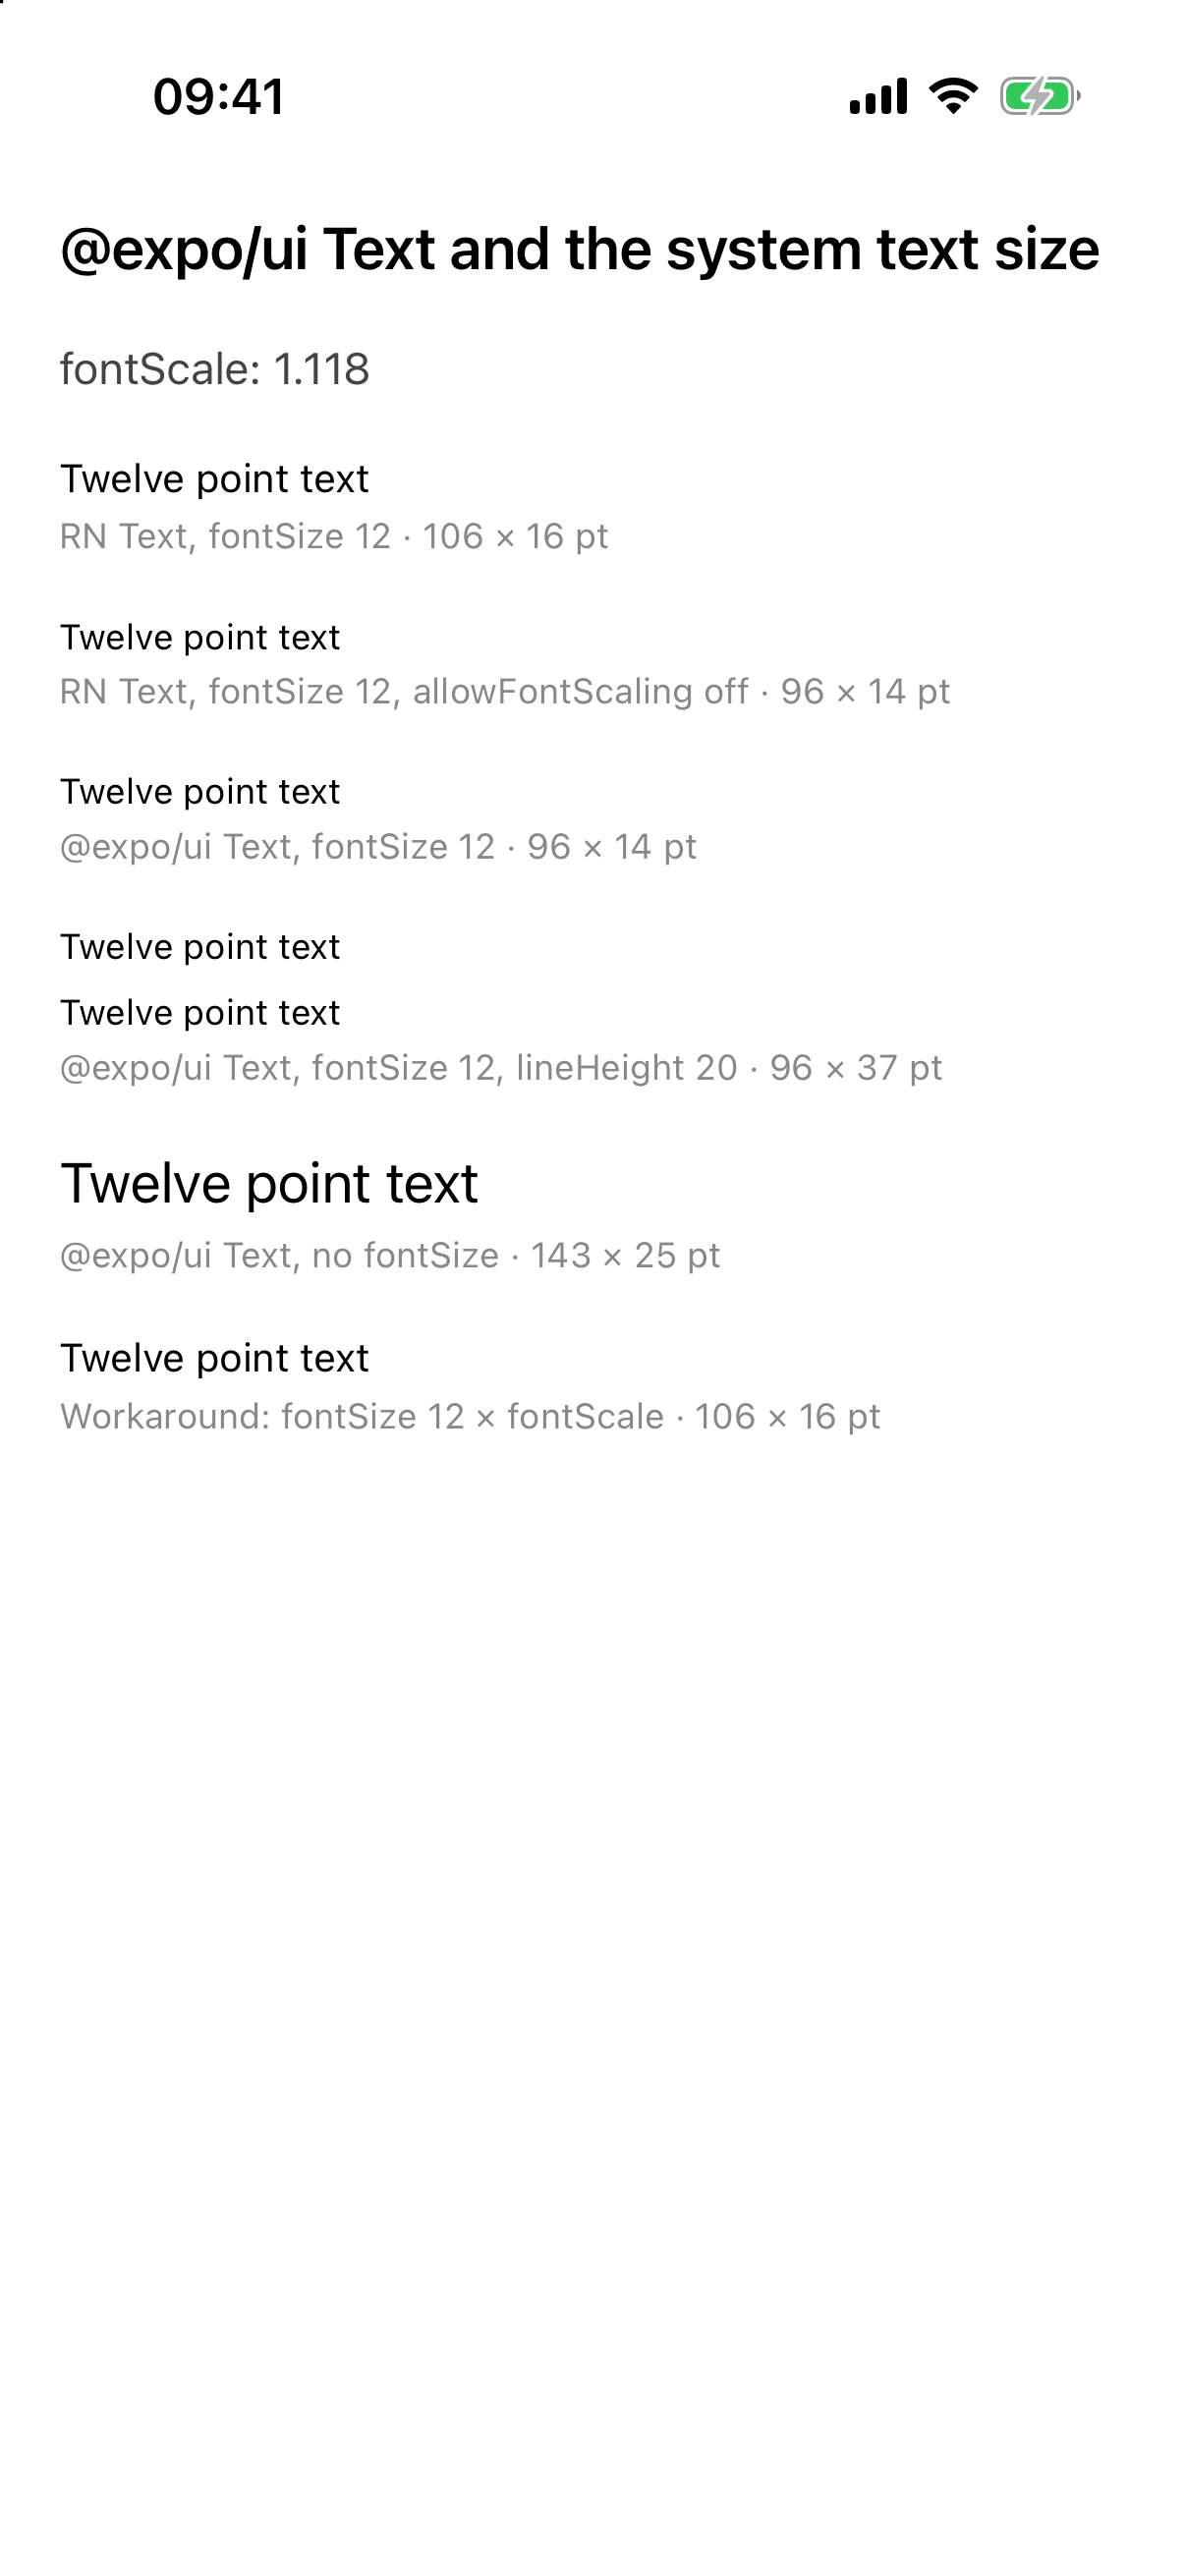 09:41
@expo/ui Text and the system text size
fontScale: 1.118
Twelve point text
RN Text, fontSize 12 · 106 × 16 pt
Twelve point text
RN Text, fontSize 12, allowFontScaling off · 96 × 14 pt
Twelve point text
@expo/ui Text, fontSize 12 · 96 × 14 pt
Twelve point text
Twelve point text
@expo/ui Text, fontSize 12, lineHeight 20 · 96 × 37 pt
Twelve point text
@expo/ui Text, no fontSize · 143 × 25 pt
Twelve point text
Workaround: fontSize 12 × fontScale · 106 × 16 pt